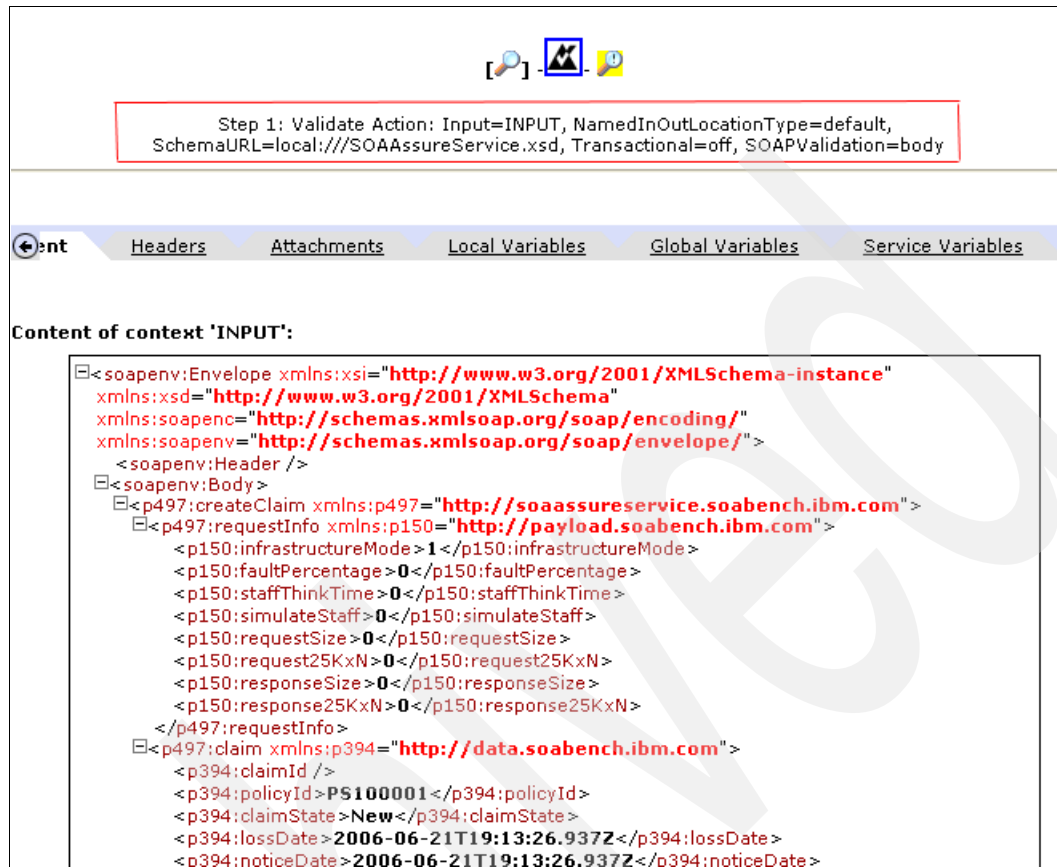 [ ] - -
Step 1: Validate Action: Input=INPUT, NamedInOutLocationType=default,
SchemaURL=local:///SOAAssureService.xsd, Transactional=off, SOAPValidation=body
ent Headers Attachments Local Variables Global Variables Service Variables
Content of context 'INPUT':
<soapenv:Envelope xmlns:xsi="http://www.w3.org/2001/XMLSchema-instance"
xmlns:xsd="http://www.w3.org/2001/XMLSchema"
xmlns:soapenc="http://schemas.xmlsoap.org/soap/encoding/"
xmlns:soapenv="http://schemas.xmlsoap.org/soap/envelope/">
<soapenv:Header />
<soapenv:Body>
<p497:createClaim xmlns:p497="http://soaassureservice.soabench.ibm.com">
<p497:requestInfo xmlns:p150="http://payload.soabench.ibm.com">
<p150:infrastructureMode>1</p150:infrastructureMode>
<p150:faultPercentage>0</p150:faultPercentage>
<p150:staffThinkTime>0</p150:staffThinkTime>
<p150:simulateStaff>0</p150:simulateStaff>
<p150:requestSize>0</p150:requestSize>
<p150:request25KxN>0</p150:request25KxN>
<p150:responseSize>0</p150:responseSize>
<p150:response25KxN>0</p150:response25KxN>
</p497:requestInfo>
<p497:claim xmlns:p394="http://data.soabench.ibm.com">
<p394:claimId />
<p394:policyId>PS100001</p394:policyId>
<p394:claimState>New</p394:claimState>
<p394:lossDate>2006-06-21T19:13:26.937Z</p394:lossDate>
<p394:noticeDate>2006-06-21T19:13:26.937Z</p394:noticeDate>